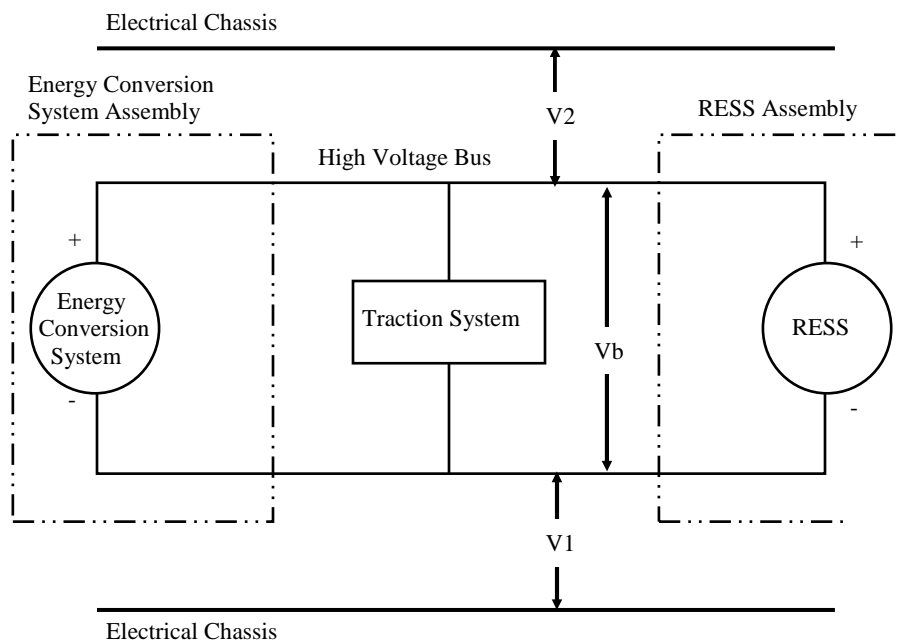 Electrical Chassis
Energy Conversion
System Assembly
V2
RESS Assembly
High Voltage Bus
+
+
Energy
Conversion
System
Traction System
Vb
RESS
-
-
V1
Electrical Chassis